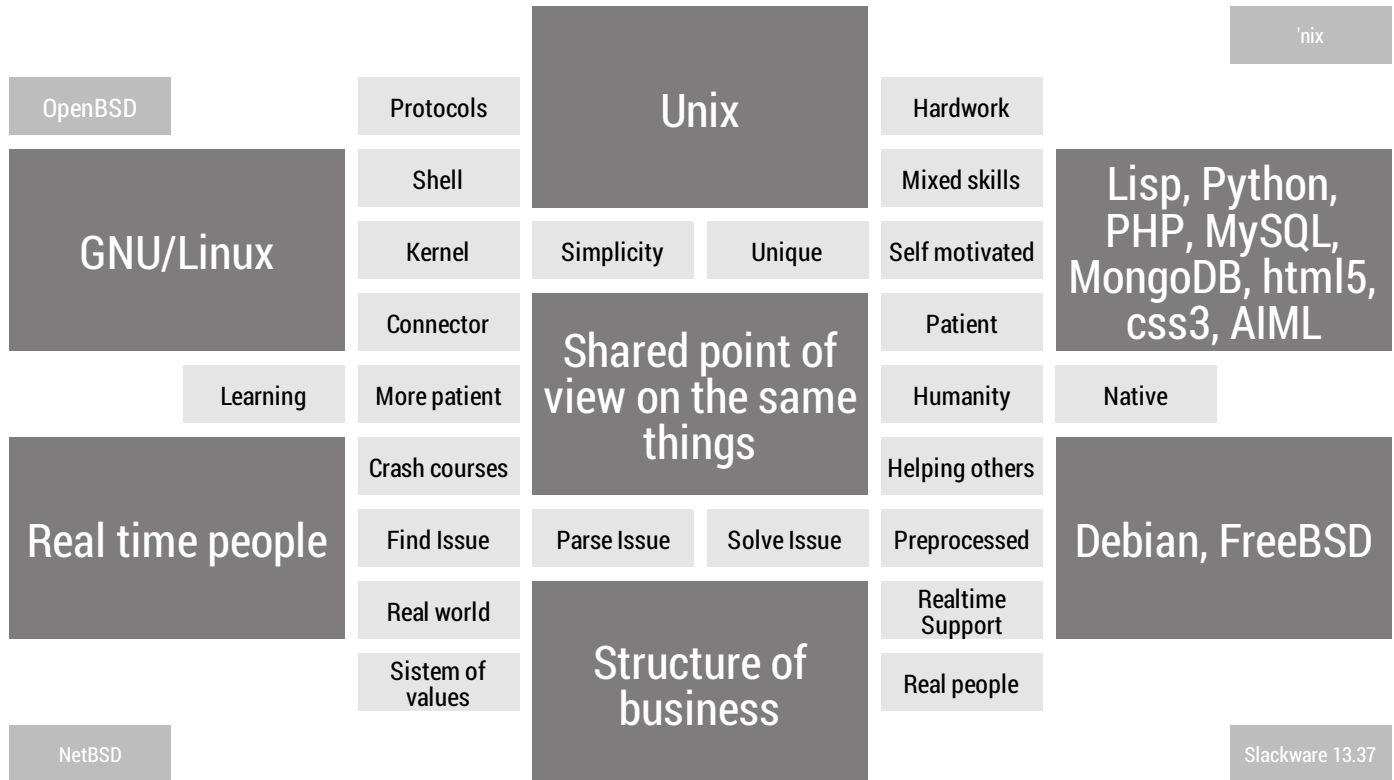 'nix
OpenBSD
Protocols
Unix
Hardwork
GNU/Linux
Shell
Mixed skills
Lisp, Python,
PHP, MySQL,
MongoDB, html5,
css3, AIML
Kernel
Simplicity
Unique
Self motivated
Connector
Shared point of
view on the same
things
Patient
Learning
More patient
Humanity
Native
Real time people
Crash courses
Helping others
Debian, FreeBSD
Find Issue
Parse Issue
Solve Issue
Preprocessed
Real world
Structure of
business
Realtime
Support
Sistem of
values
Real people
NetBSD
Slackware 13.37